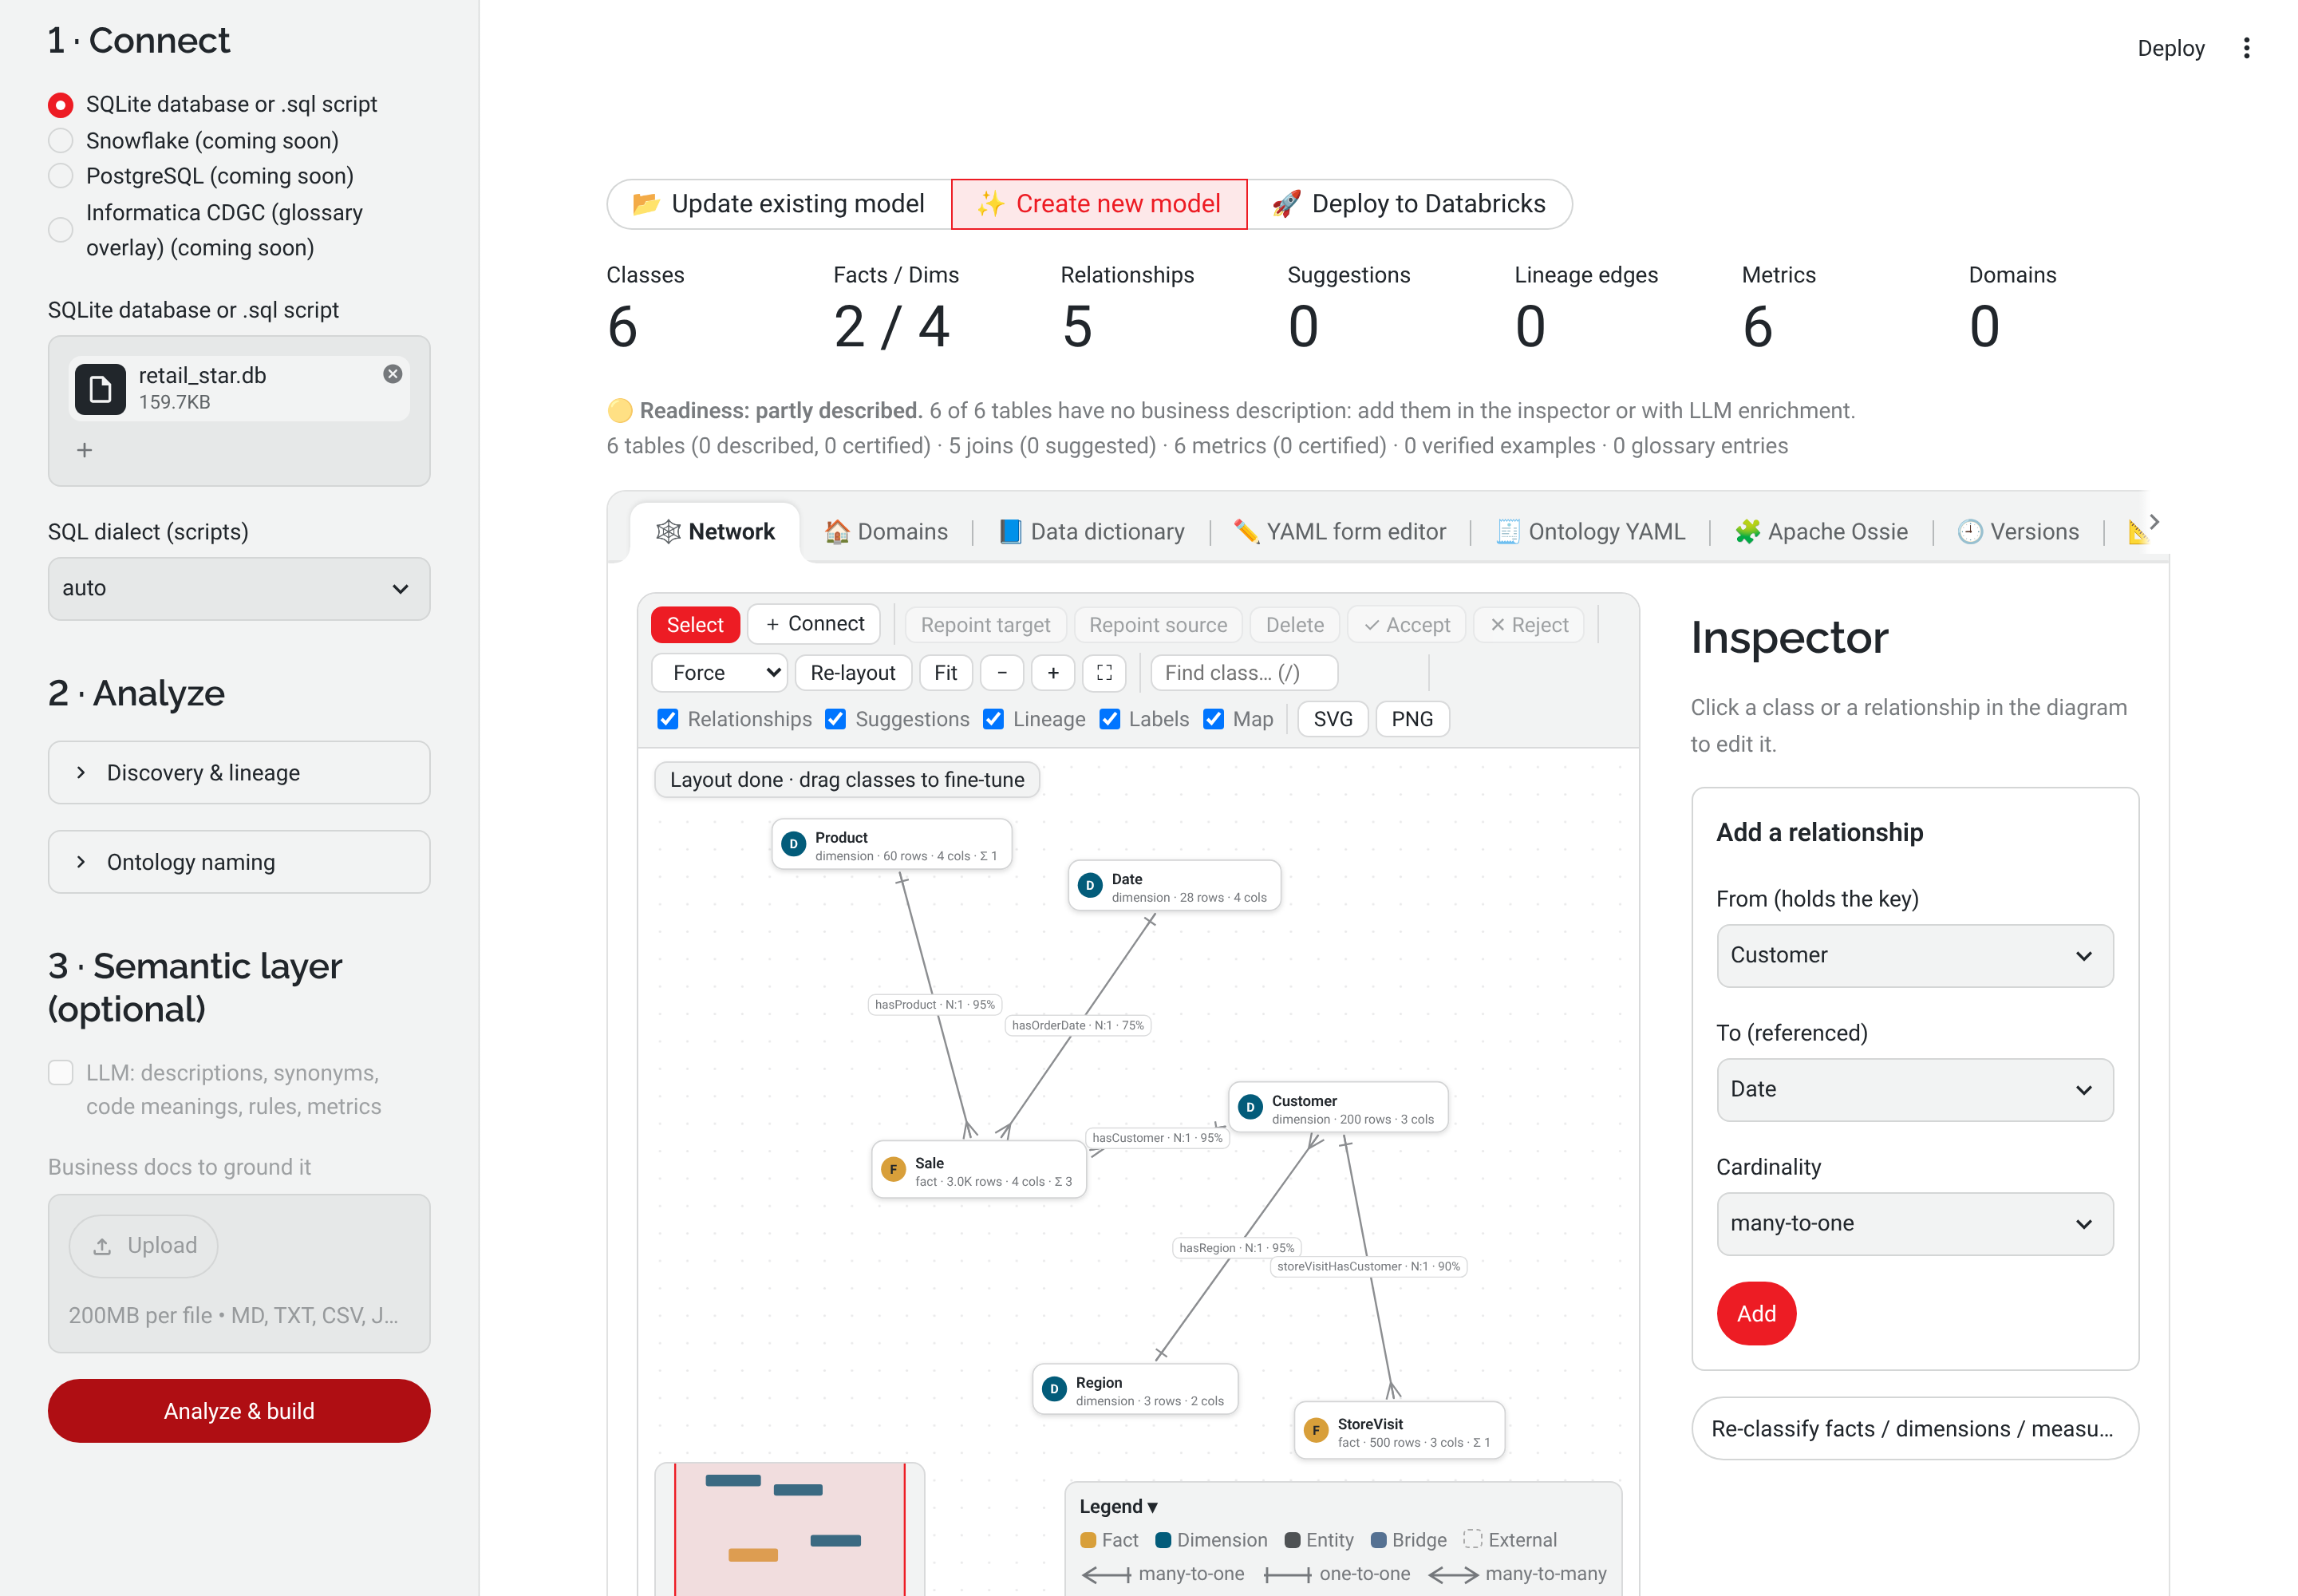 1 · Connect
SQLite database or .sql script
Snowflake (coming soon)
PostgreSQL (coming soon)
Informatica CDGC (glossary
overlay) (coming soon)
SQLite database or .sql script
retail_star.db
159.7KB
+
SQL dialect (scripts)
auto
2 · Analyze
Discovery & lineage
Ontology naming
3 · Semantic layer
(optional)
LLM: descriptions, synonyms,
code meanings, rules, metrics
Business docs to ground it
Upload
200MB per file • MD, TXT, CSV, J...
Analyze & build
Deploy
Update existing model
Create new model
Deploy to Databricks
Classes
6
Facts / Dims
2 / 4
Relationships
5
Suggestions
0
Lineage edges
0
Metrics
6
Domains
0
Readiness: partly described. 6 of 6 tables have no business description: add them in the inspector or with LLM enrichment.
6 tables (0 described, 0 certified) · 5 joins (0 suggested) · 6 metrics (0 certified) · 0 verified examples · 0 glossary entries
Network
Domains
Data dictionary
YAML form editor
Ontology YAML
Apache Ossie
Versions
Select
+ Connect
Repoint target
Repoint source
Delete
✓ Accept
✕ Reject
Force
Re-layout
Fit
−
+
Find class... (/)
Relationships
Suggestions
Lineage
Labels
Map
SVG
PNG
Layout done · drag classes to fine-tune
D
Product
dimension · 60 rows · 4 cols · Σ 1
D
Date
dimension · 28 rows · 4 cols
hasProduct · N:1 · 95%
hasOrderDate · N:1 · 75%
D
Customer
dimension · 200 rows · 3 cols
hasCustomer · N:1 · 95%
F
Sale
fact · 3.0K rows · 4 cols · Σ 3
hasRegion · N:1 · 95%
storeVisitHasCustomer · N:1 · 90%
D
Region
dimension · 3 rows · 2 cols
F
StoreVisit
fact · 500 rows · 3 cols · Σ 1
Legend ▾
Fact
Dimension
Entity
Bridge
External
many-to-one
one-to-one
many-to-many
Inspector
Click a class or a relationship in the diagram
to edit it.
Add a relationship
From (holds the key)
Customer
To (referenced)
Date
Cardinality
many-to-one
Add
Re-classify facts / dimensions / measu...